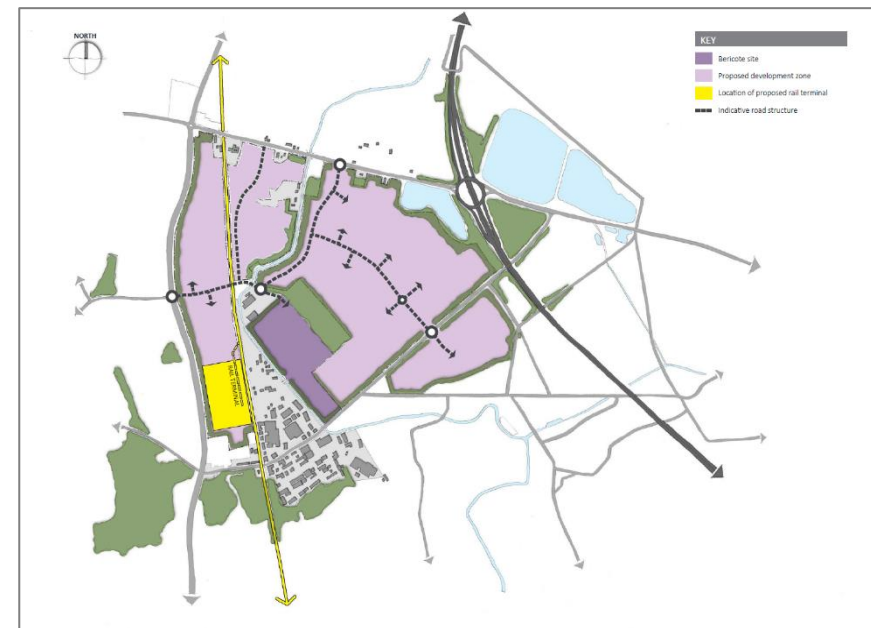 NORTH
KEY
Bericote site
Proposed development zone
Location of proposed rail terminal
Indicative road structure
RAIL TERMINAL